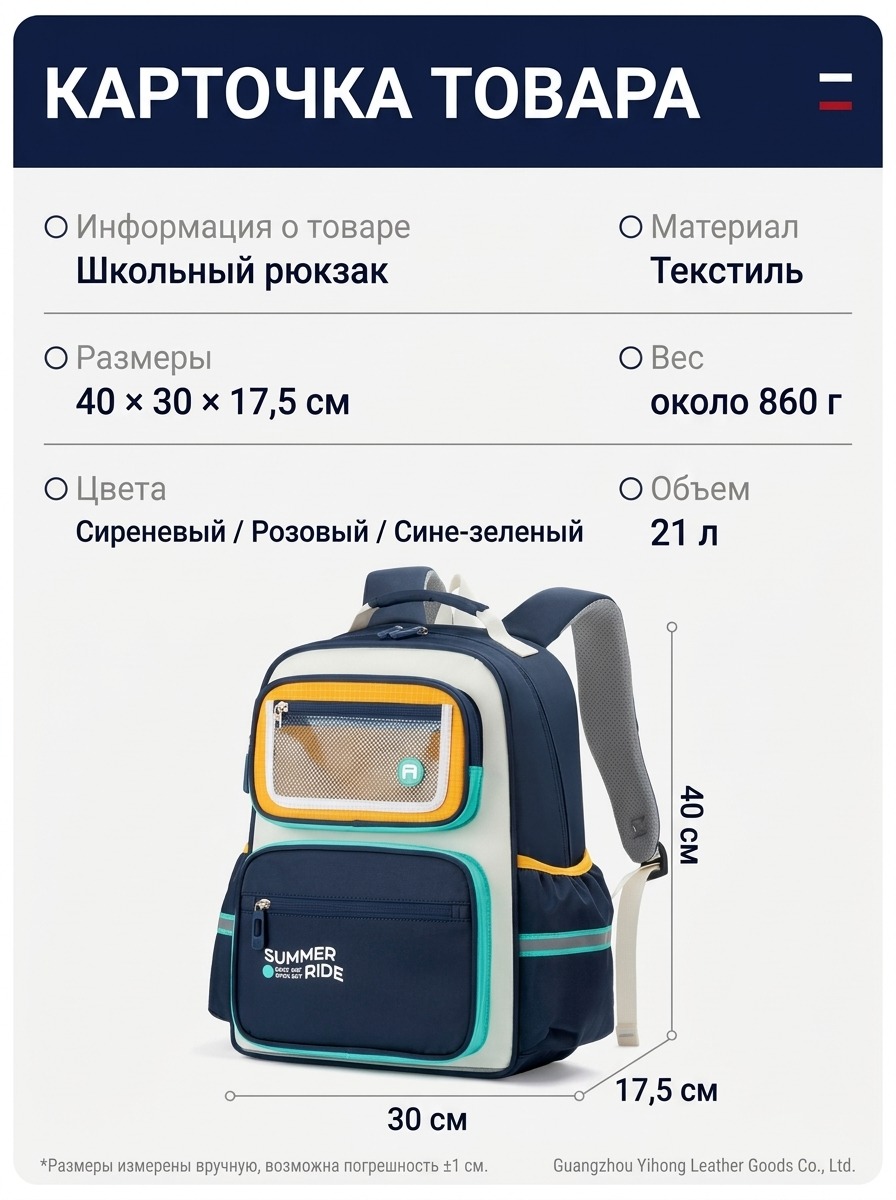 КАРТОЧКА ТОВАРА
Информация о товаре
Школьный рюкзак
Материал
Текстиль
Размеры
40 × 30 × 17,5 см
Вес
около 860 г
Цвета
Сиреневый / Розовый / Сине-зеленый
Объем
21 л
40 см
SUMMER
RIDE
17,5 см
30 см
*Размеры измерены вручную, возможна погрешность ±1 см.
Guangzhou Yihong Leather Goods Co., Ltd.